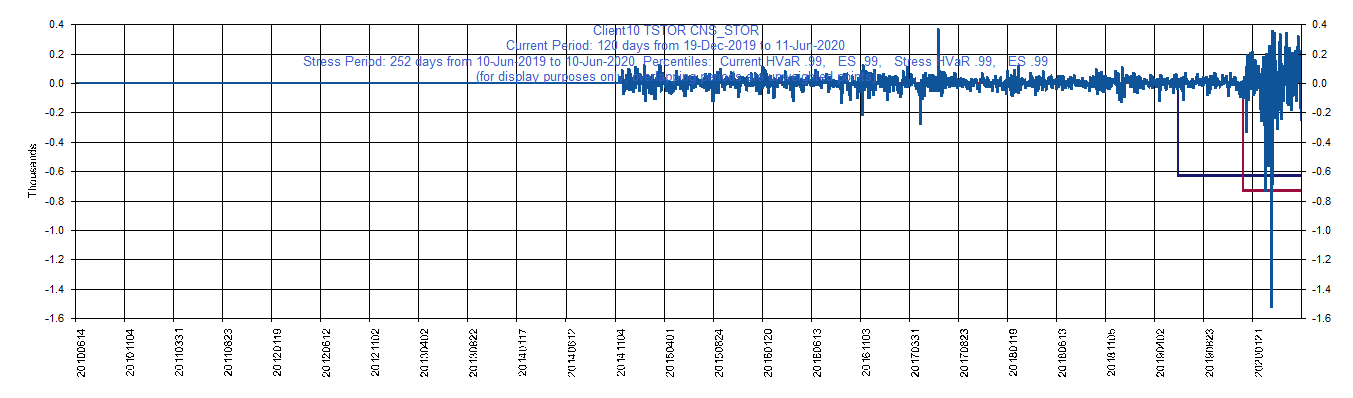 Client10 TSTOR CNS_STOR
Current Period: 120 days from 19-Dec-2019 to 11-Jun-2020
Stress Period: 252 days from 10-Jun-2019 to 10-Jun-2020 Percentiles: Current HVaR .99, ES .99, Stress HVaR .99, ES .99
(for display purposes
0.4 0.4
0.2 0.2
0.0 0.0
-0.2 -0.2
-0.4 -0.4
-0.6 -0.6
-0.8 -0.8
-1.0 -1.0
-1.2 -1.2
-1.4 -1.4
-1.6 -1.6
Thousands
20100614 20101104 20110331 20110823 20120119 20120612 20121102 20130402 20130822 20140117 20140612 20141104 20150401 20150824 20160120 20160613 20161103 20170331 20170823 20180119 20180613 20181105 20190402 20190823 20200121